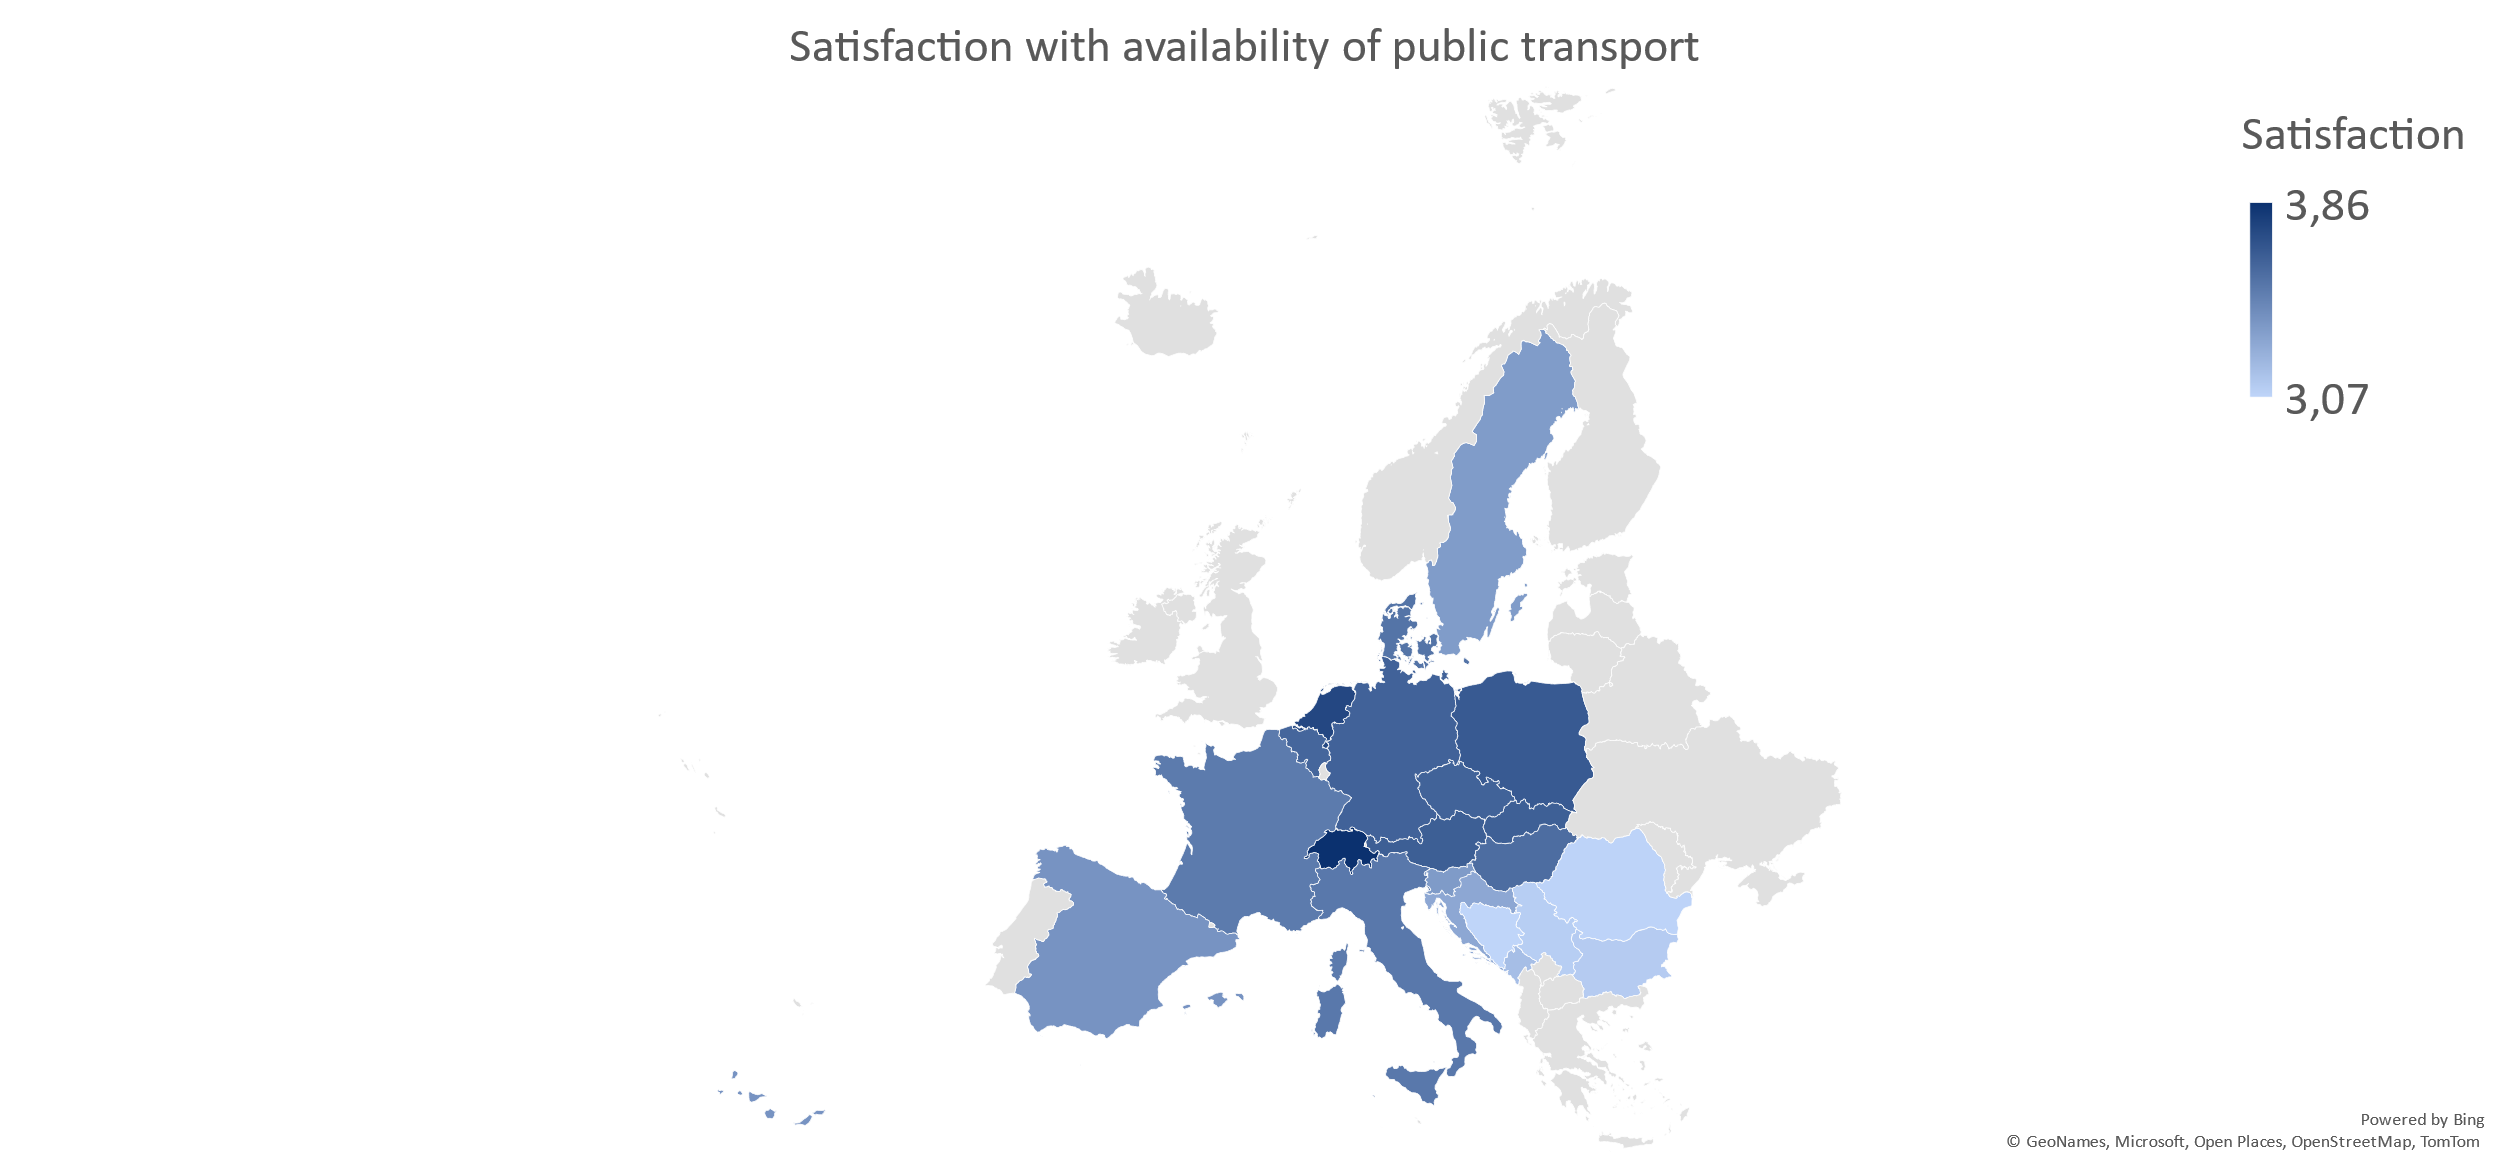 Satisfaction with availability of public transport
Satisfaction
3,86
3,07
Powered by Bing
© GeoNames, Microsoft, Open Places, OpenStreetMap, TomTom